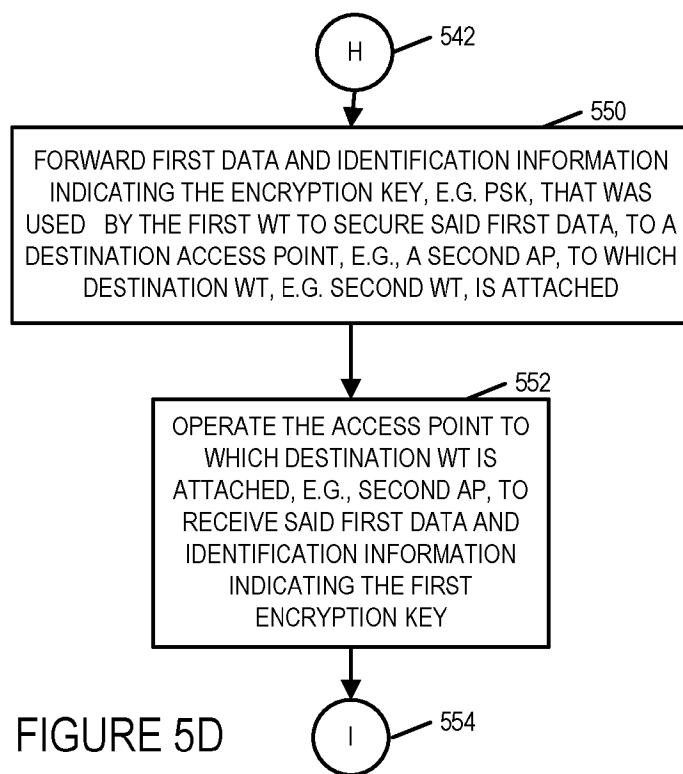 H
542
550
FORWARD FIRST DATA AND IDENTIFICATION INFORMATION
INDICATING THE ENCRYPTION KEY, E.G. PSK, THAT WAS
USED BY THE FIRST WT TO SECURE SAID FIRST DATA, TO A
DESTINATION ACCESS POINT, E.G., A SECOND AP, TO WHICH
DESTINATION WT, E.G. SECOND WT, IS ATTACHED
552
OPERATE THE ACCESS POINT TO
WHICH DESTINATION WT IS
ATTACHED, E.G., SECOND AP, TO
RECEIVE SAID FIRST DATA AND
IDENTIFICATION INFORMATION
INDICATING THE FIRST
ENCRYPTION KEY
I
554
FIGURE 5D